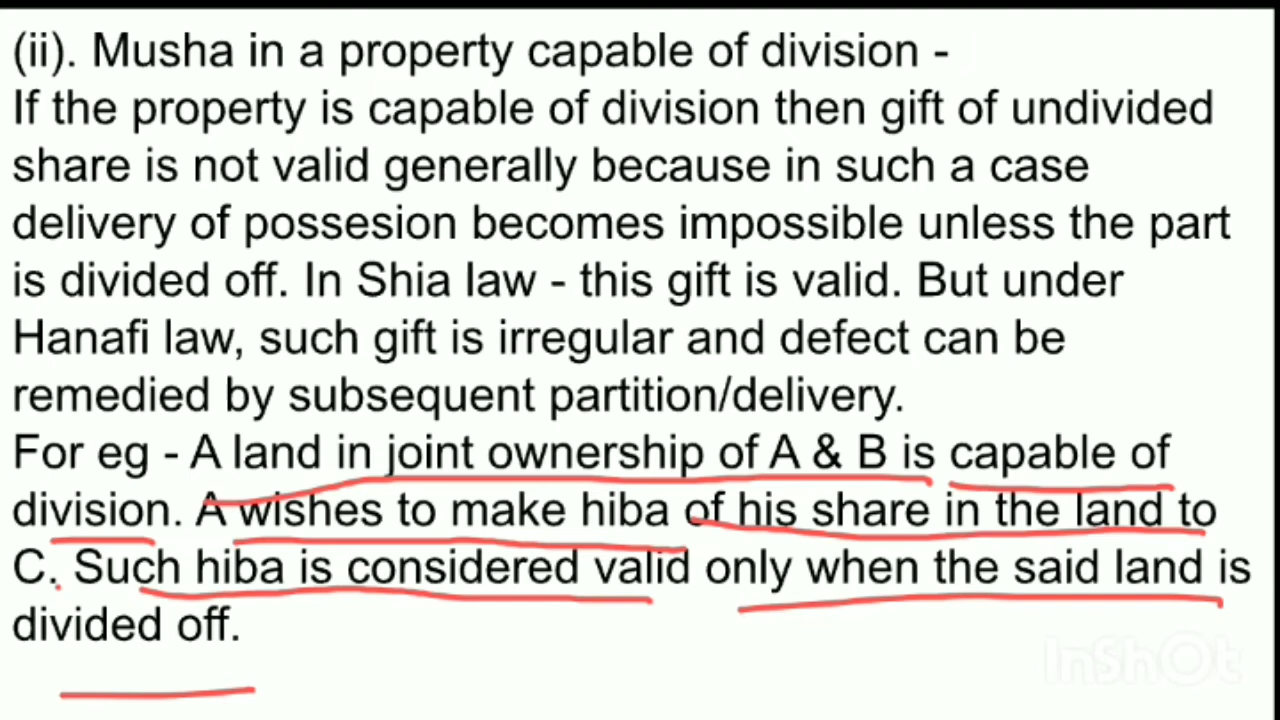 (ii). Musha in a property capable of division -
If the property is capable of division then gift of undivided
share is not valid generally because in such a case
delivery of possesion becomes impossible unless the part
is divided off. In Shia law - this gift is valid. But under
Hanafi law, such gift is irregular and defect can be
remedied by subsequent partition/delivery.
For eg - A land in joint ownership of A & B is capable of
division. A wishes to make hiba of his share in the land to
C. Such hiba is considered valid only when the said land is
divided off.
InShOt